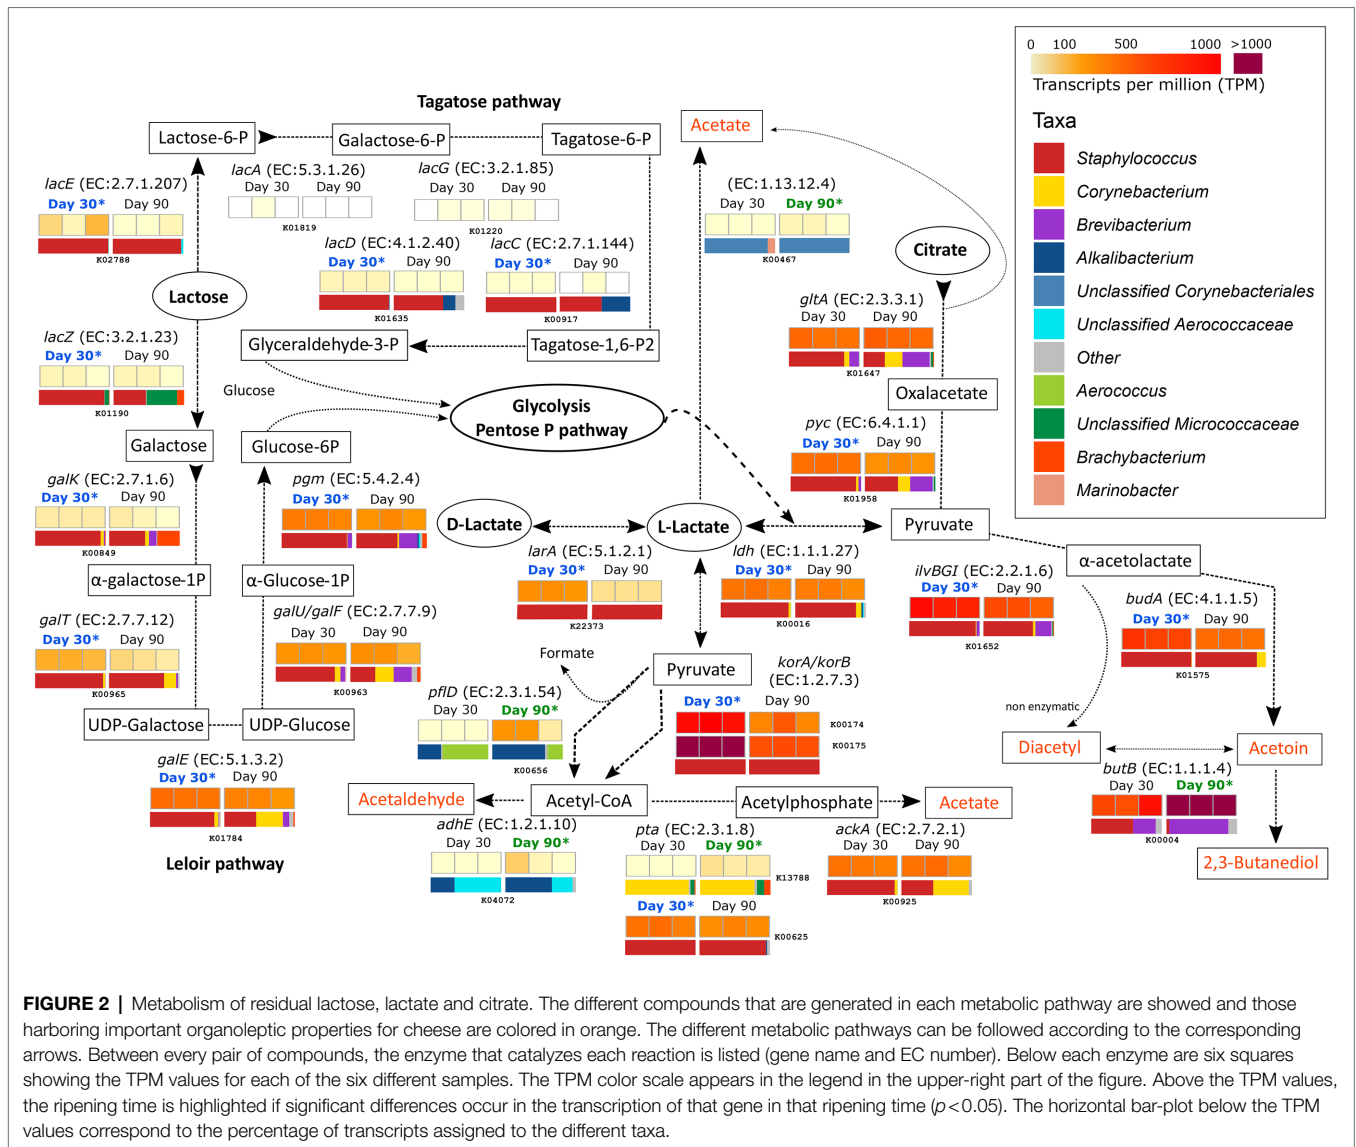 0 100 500 1000 >1000
Transcripts per million (TPM)
Taxa
Staphylococcus
Corynebacterium
Brevibacterium
Alkalibacterium
Unclassified Corynebacteriales
Unclassified Aerococcaceae
Other
Aerococcus
Unclassified Micrococcaceae
Brachybacterium
Marinobacter
Tagatose pathway
Lactose-6-P
Galactose-6-P
Tagatose-6-P
Acetate
lacE (EC:2.7.1.207)
Day 30* Day 90
K02788
lacA (EC:5.3.1.26)
Day 30 Day 90
K01819
lacG (EC:3.2.1.85)
Day 30 Day 90
K01220
(EC:1.13.12.4)
Day 30 Day 90*
K00467
lacD (EC:4.1.2.40)
Day 30* Day 90
K01635
lacC (EC:2.7.1.144)
Day 30* Day 90
K00917
Citrate
Lactose
gltA (EC:2.3.3.1)
Day 30 Day 90
K01647
lacZ (EC:3.2.1.23)
Day 30* Day 90
K01190
Glyceraldehyde-3-P
Tagatose-1,6-P2
Glucose
Oxalacetate
Glycolysis
Pentose P pathway
pyc (EC:6.4.1.1)
Day 30* Day 90
K01958
Galactose
Glucose-6P
galK (EC:2.7.1.6)
Day 30* Day 90
K00849
pgm (EC:5.4.2.4)
Day 30* Day 90
D-Lactate
L-Lactate
Pyruvate
α-acetolactate
larA (EC:5.1.2.1)
Day 30* Day 90
K22373
ldh (EC:1.1.1.27)
Day 30* Day 90
K00016
ilvBGI (EC:2.2.1.6)
Day 30* Day 90
K01652
budA (EC:4.1.1.5)
Day 30* Day 90
K01575
α-galactose-1P
α-Glucose-1P
galT (EC:2.7.7.12)
Day 30* Day 90
K00965
galU/galF (EC:2.7.7.9)
Day 30 Day 90
K00963
Formate
Pyruvate
korA/korB
(EC:1.2.7.3)
Day 30* Day 90
K00174
K00175
pflD (EC:2.3.1.54)
Day 30 Day 90*
K00656
non enzymatic
UDP-Galactose
UDP-Glucose
Diacetyl
Acetoin
galE (EC:5.1.3.2)
Day 30* Day 90
K01784
butB (EC:1.1.1.4)
Day 30 Day 90*
K00004
Acetaldehyde
Acetyl-CoA
Acetylphosphate
Acetate
adhE (EC:1.2.1.10)
Day 30 Day 90*
K04072
pta (EC:2.3.1.8)
Day 30 Day 90*
K13788
Day 30* Day 90
K00625
ackA (EC:2.7.2.1)
Day 30 Day 90
K00925
Leloir pathway
2,3-Butanediol
FIGURE 2 | Metabolism of residual lactose, lactate and citrate. The different compounds that are generated in each metabolic pathway are showed and those
harboring important organoleptic properties for cheese are colored in orange. The different metabolic pathways can be followed according to the corresponding
arrows. Between every pair of compounds, the enzyme that catalyzes each reaction is listed (gene name and EC number). Below each enzyme are six squares
showing the TPM values for each of the six different samples. The TPM color scale appears in the legend in the upper-right part of the figure. Above the TPM values,
the ripening time is highlighted if significant differences occur in the transcription of that gene in that ripening time (p<0.05). The horizontal bar-plot below the TPM
values correspond to the percentage of transcripts assigned to the different taxa.